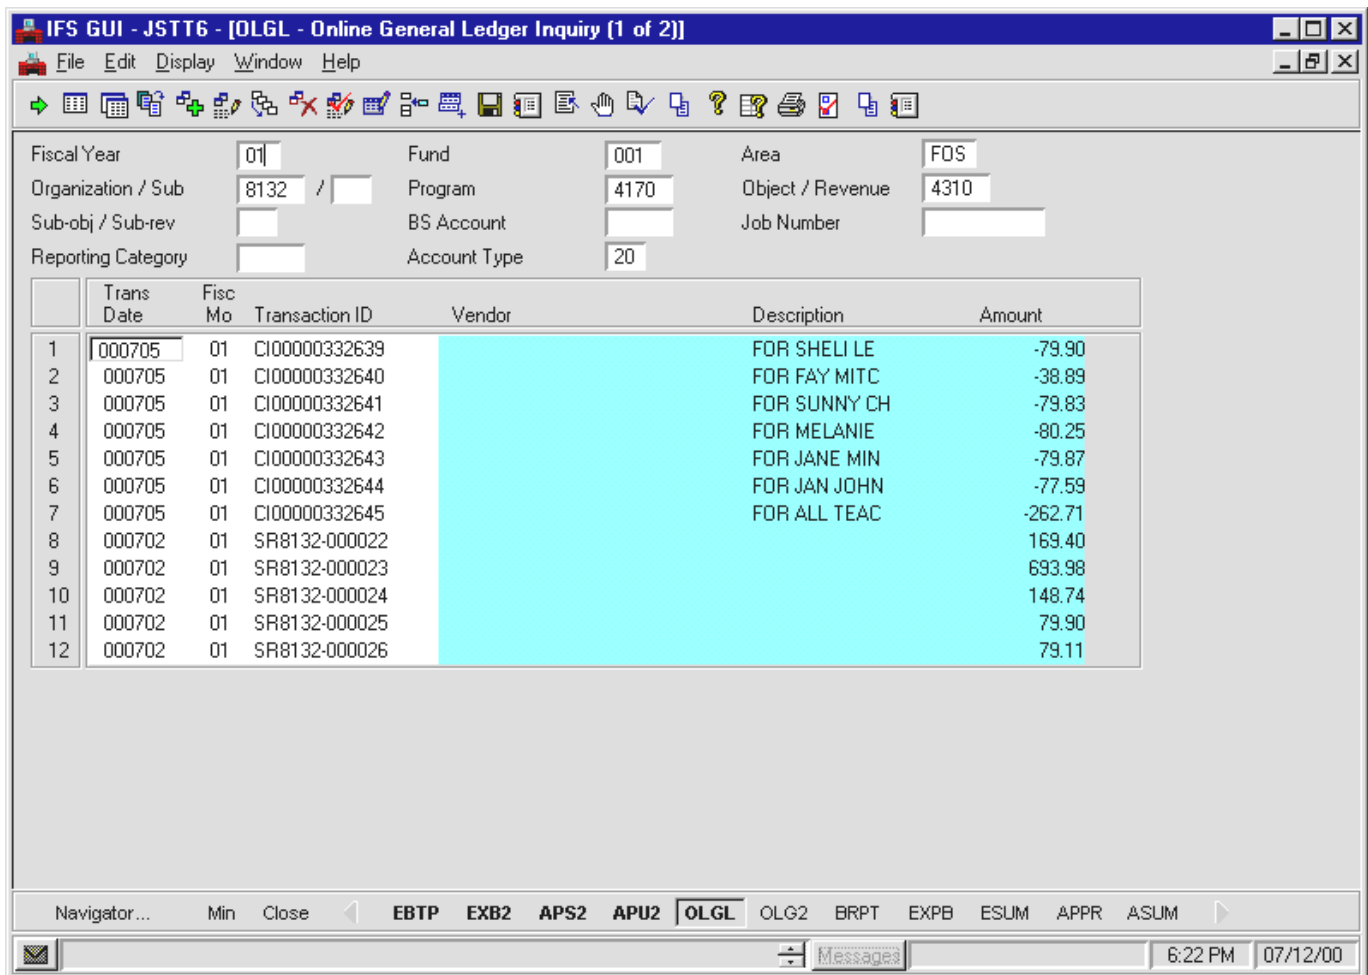 IFS GUI - JSTT6 - [OLGL - Online General Ledger Inquiry (1 of 2)]
File Edit Display Window Help
Fiscal Year 01 Fund 001 Area FOS
Organization / Sub 8132 / Program 4170 Object / Revenue 4310
Sub-obj / Sub-rev BS Account Job Number
Reporting Category Account Type 20
Trans Fisc
Date Mo Transaction ID Vendor Description Amount
1 000705 01 CI00000332639 FOR SHELI LE -79.90
2 000705 01 CI00000332640 FOR FAY MITC -38.89
3 000705 01 CI00000332641 FOR SUNNY CH -79.83
4 000705 01 CI00000332642 FOR MELANIE -80.25
5 000705 01 CI00000332643 FOR JANE MIN -79.87
6 000705 01 CI00000332644 FOR JAN JOHN -77.59
7 000705 01 CI00000332645 FOR ALL TEAC -262.71
8 000702 01 SR8132-000022 169.40
9 000702 01 SR8132-000023 693.98
10 000702 01 SR8132-000024 148.74
11 000702 01 SR8132-000025 79.90
12 000702 01 SR8132-000026 79.11
Navigator... Min Close EBTP EXB2 APS2 APU2 OLGL OLG2 BRPT EXPB ESUM APPR ASUM
Messages 6:22 PM 07/12/00